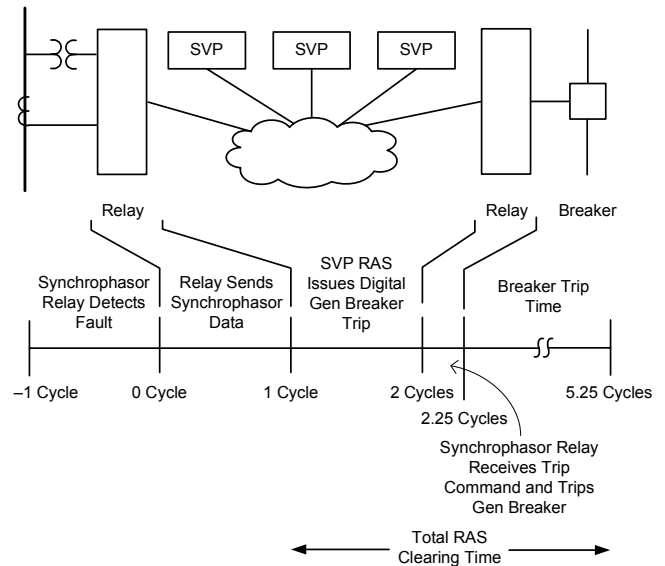 SVP
SVP
SVP
Relay
Relay
Breaker
Synchrophasor
Relay Detects
Fault
Relay Sends
Synchrophasor
Data
SVP RAS
Issues Digital
Gen Breaker
Trip
Breaker Trip
Time
–1 Cycle
0 Cycle
1 Cycle
2 Cycles
2.25 Cycles
5.25 Cycles
Synchrophasor Relay
Receives Trip
Command and Trips
Gen Breaker
Total RAS
Clearing Time